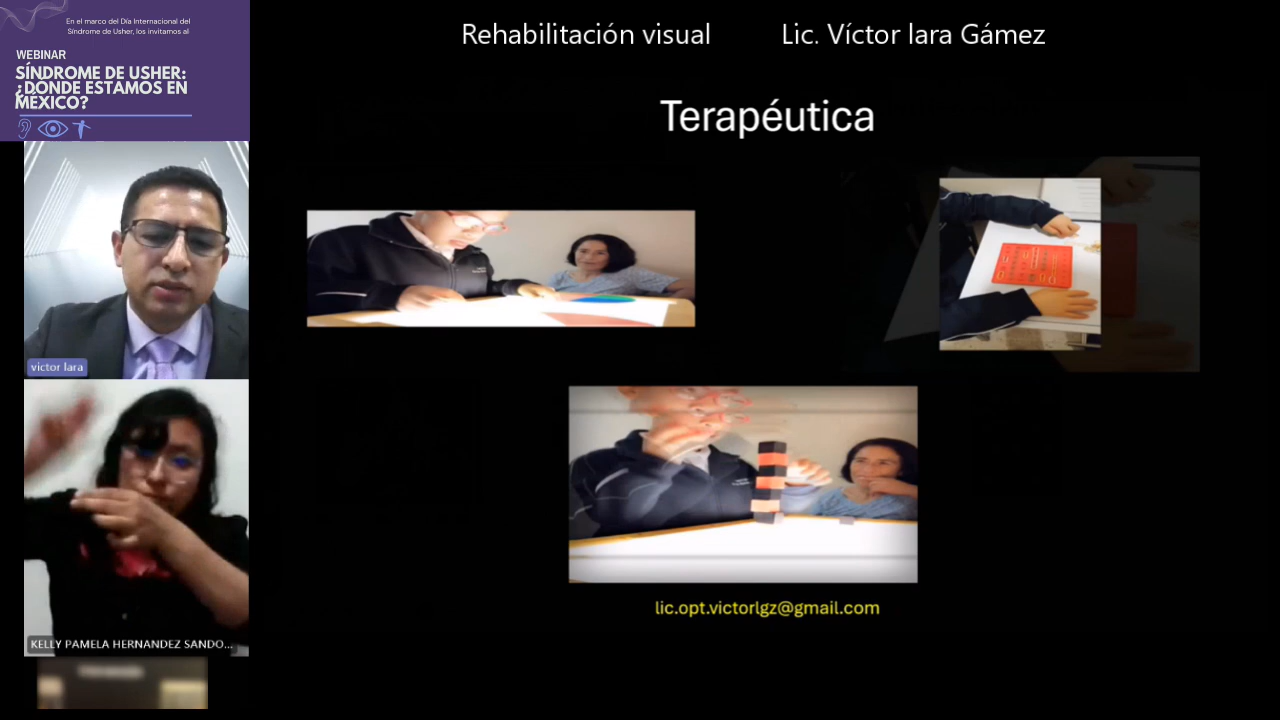 En el marco del Día Internacional del
Síndrome de Usher, los invitamos al
WEBINAR
SÍNDROME DE USHER:
¿DONDE ESTAMOS EN
MÉXICO?
Rehabilitación visual Lic. Víctor lara Gámez
Terapéutica
victor lara
KELLY PAMELA HERNANDEZ SANDO...
lic.opt.victorlgz@gmail.com